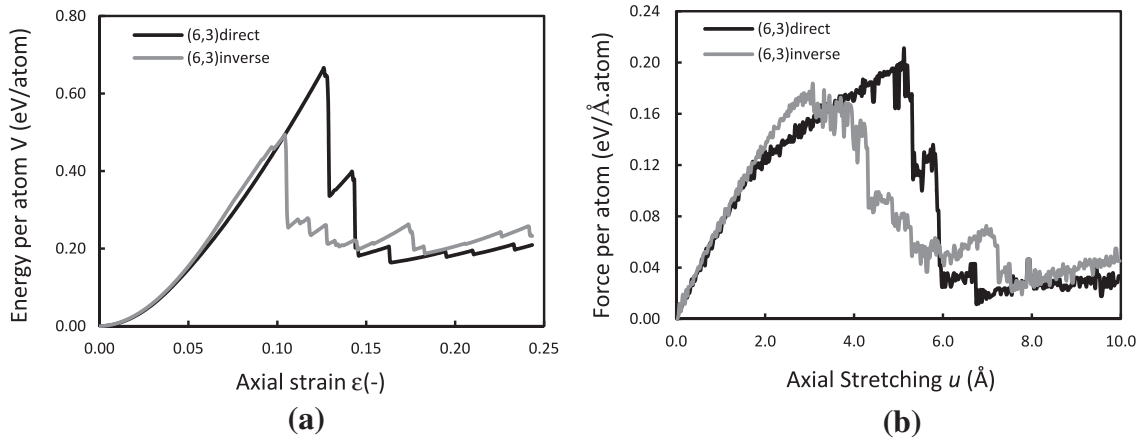 Energy per atom V (eV/atom)
0.80
0.60
0.40
0.20
0.00
(6,3)direct
(6,3)inverse
0.00 0.05 0.10 0.15 0.20 0.25
Axial strain ε(-)
(a)
Force per atom (eV/Å.atom)
0.24
0.20
0.16
0.12
0.08
0.04
0.00
(6,3)direct
(6,3)inverse
0.0 2.0 4.0 6.0 8.0 10.0
Axial Stretching u (Å)
(b)